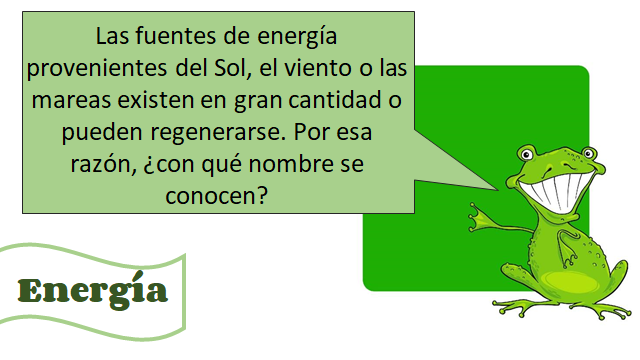 Las fuentes de energía
provenientes del Sol, el viento o las
mareas existen en gran cantidad o
pueden regenerarse. Por esa
razón, ¿con qué nombre se
conocen?
Energía